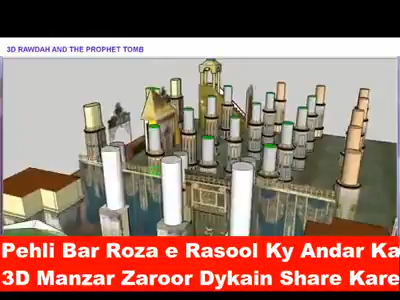 3D RAWDAH AND THE PROPHET TOMB
Pehli Bar Roza e Rasool Ky Andar Ka
3D Manzar Zaroor Dykain Share Kare